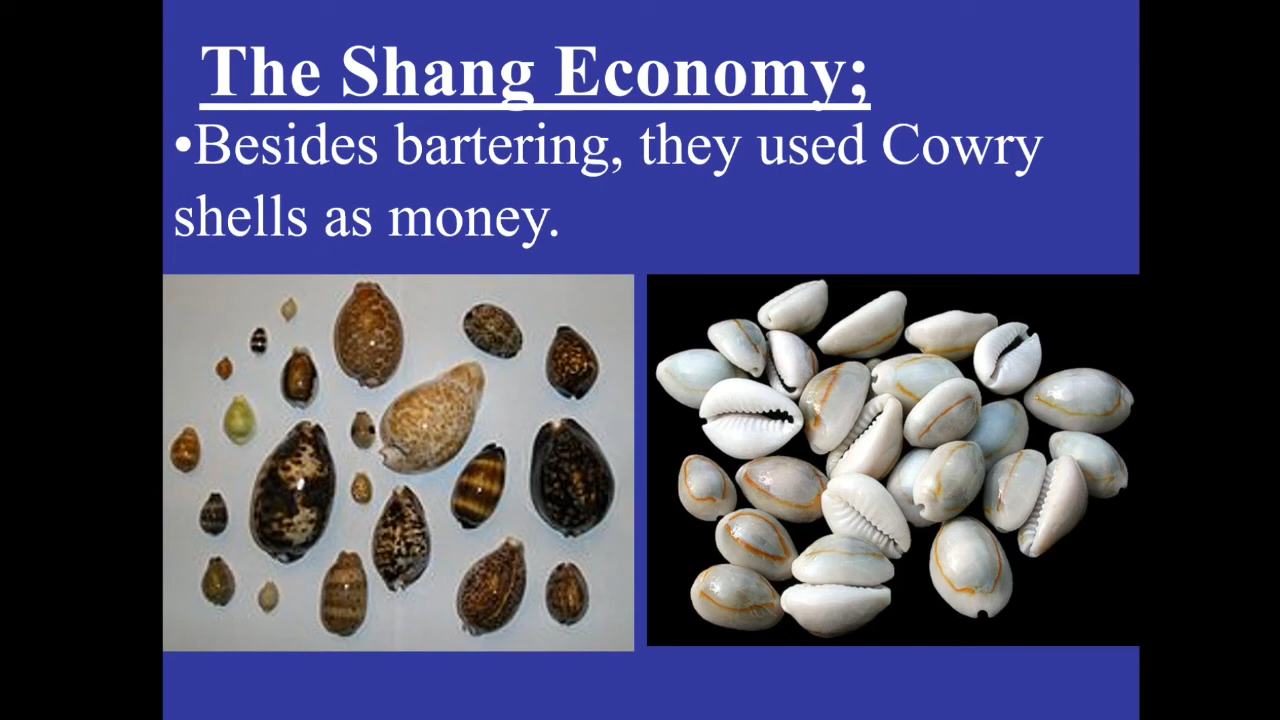 The Shang Economy;
•Besides bartering, they used Cowry
shells as money.